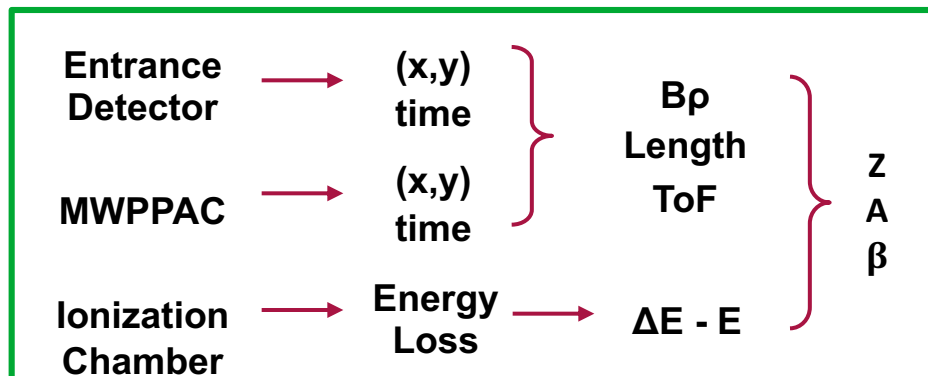 Entrance
Detector
(x,y)
time
MWPPAC
(x,y)
time
Ionization
Chamber
Energy
Loss
Bρ
Length
ToF
ΔE - E
Z
A
β